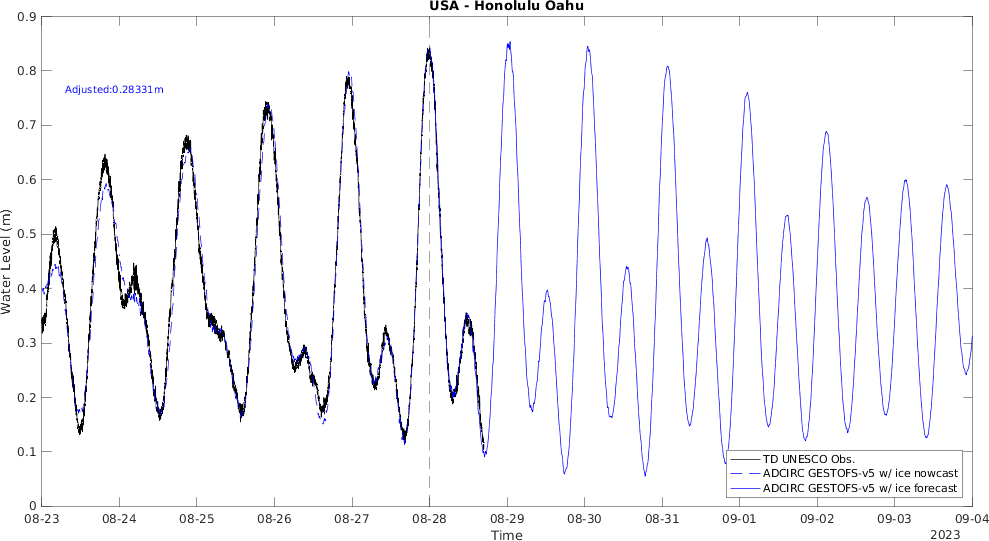 USA - Honolulu Oahu
Adjusted:0.28331m
Water Level (m)
0.9
0.8
0.7
0.6
0.5
0.4
0.3
0.2
0.1
0
TD UNESCO Obs.
ADCIRC GESTOFS-v5 w/ ice nowcast
ADCIRC GESTOFS-v5 w/ ice forecast
08-23 08-24 08-25 08-26 08-27 08-28 08-29 08-30 08-31 09-01 09-02 09-03 09-04
Time
2023